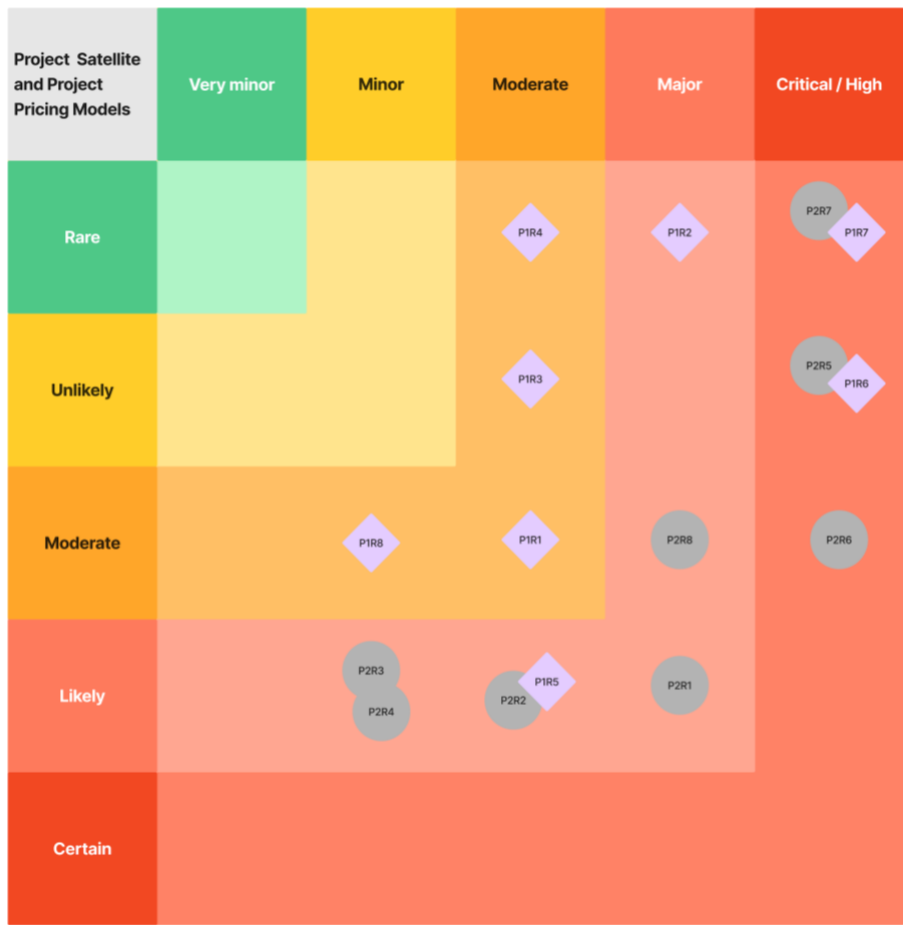 Project Satellite
and Project
Pricing Models
Very minor
Minor
Moderate
Major
Critical / High
Rare
P1R4
P1R2
P2R7
P1R7
Unlikely
P1R3
P2R5
P1R6
Moderate
P1R8
P1R1
P2R8
P2R6
Likely
P2R3
P2R4
P2R2
P1R5
P2R1
Certain